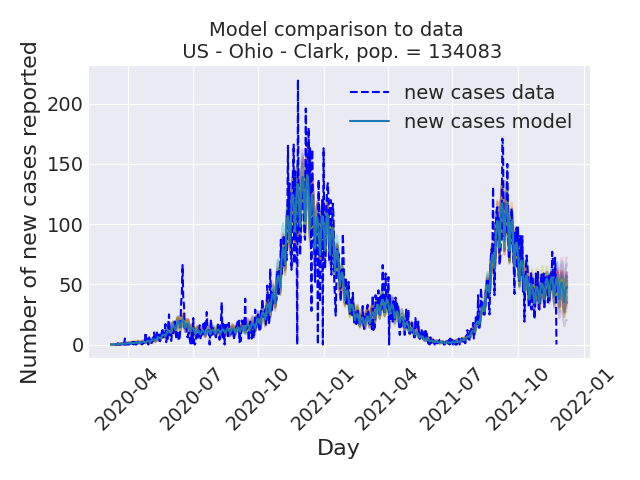 Model comparison to data
US - Ohio - Clark, pop. = 134083
Number of new cases reported
200
150
100
50
0
new cases data
new cases model
2020-04
2020-07
2020-10
2021-01
2021-04
2021-07
2021-10
2022-01
Day